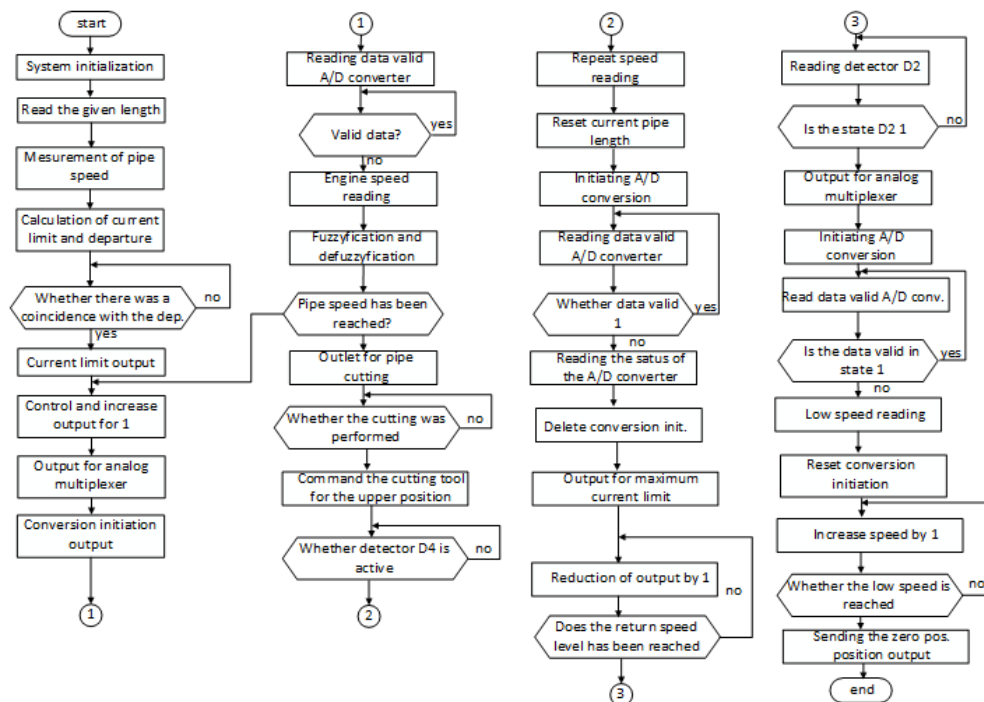 start
System initialization
Read the given length
Mesurement of pipe
speed
Calculation of current
limit and departure
Whether there was a
coincidence with the dep.
no
yes
Current limit output
Control and increase
output for 1
Output for analog
multiplexer
Conversion initiation
output
1
1
Reading data valid
A/D converter
Valid data?
yes
no
Engine speed
reading
Fuzzyfication and
defuzzyfication
Pipe speed has been
reached?
Outlet for pipe
cutting
Whether the cutting was
performed
no
Command the cutting tool
for the upper position
Whether detector D4 is
active
no
2
2
Repeat speed
reading
Reset current pipe
length
Initiating A/D
conversion
Reading data valid
A/D converter
Whether data valid
1
yes
no
Reading the satus of
the A/D converter
Delete conversion init.
Output for maximum
current limit
Reduction of output by 1
no
Does the return speed
level has been reached
3
3
Reading detector D2
Is the state D2 1
no
Output for analog
multiplexer
Initiating A/D
conversion
Read data valid A/D conv.
Is the data valid in
state 1
yes
no
Low speed reading
Reset conversion
initiation
Increase speed by 1
Whether the low speed is
reached
no
Sending the zero pos.
position output
end